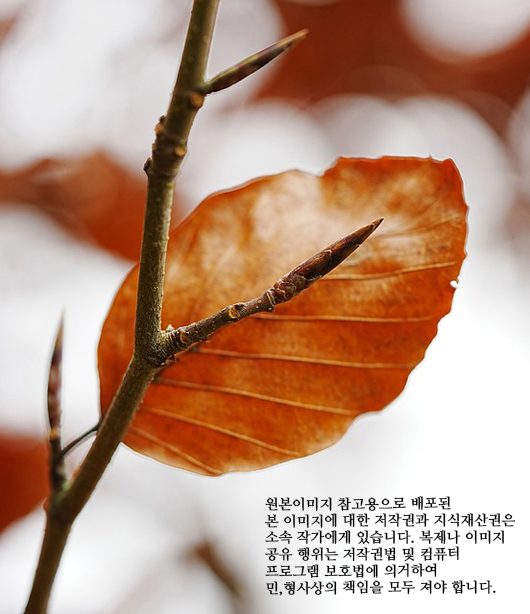 원본이미지 참고용으로 배포된
본 이미지에 대한 저작권과 지식재산권은
소속 작가에게 있습니다. 복제나 이미지
공유 행위는 저작권법 및 컴퓨터
프로그램 보호법에 의거하여
민,형사상의 책임을 모두 져야 합니다.